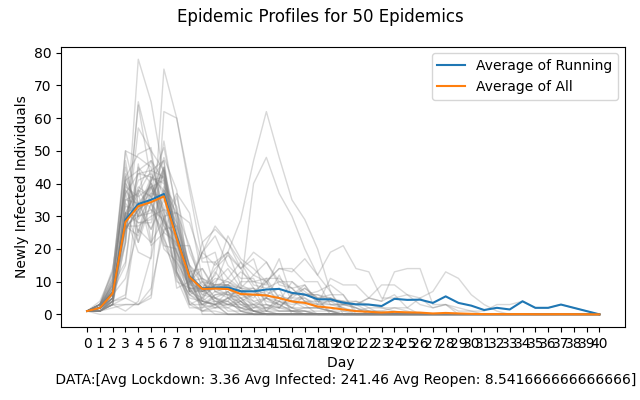 Epidemic Profiles for 50 Epidemics
Average of Running
Average of All
Newly Infected Individuals
80
70
60
50
40
30
20
10
0
0 1 2 3 4 5 6 7 8 9 10 11 12 13 14 15 16 17 18 19 20 21 22 23 24 25 26 27 28 29 30 31 32 33 34 35 36 37 38 39 40
Day
DATA:[Avg Lockdown: 3.36 Avg Infected: 241.46 Avg Reopen: 8.541666666666666]